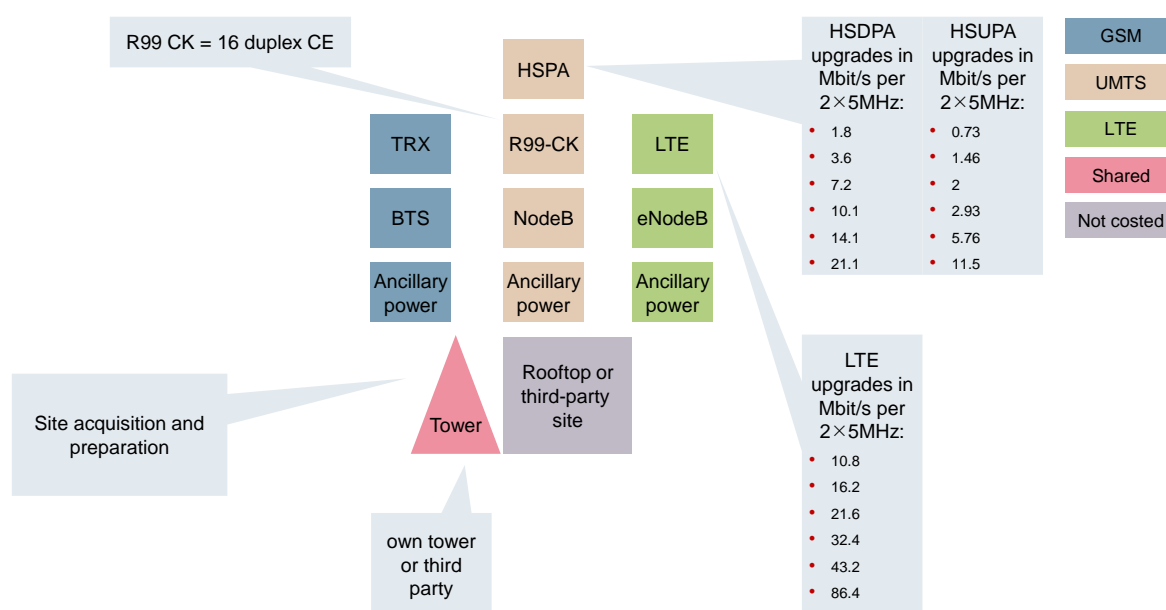 R99 CK = 16 duplex CE
HSPA
HSDPA
upgrades in
Mbit/s per
2×5MHz:
• 1.8
• 3.6
• 7.2
• 10.1
• 14.1
• 21.1
HSUPA
upgrades in
Mbit/s per
2×5MHz:
• 0.73
• 1.46
• 2
• 2.93
• 5.76
• 11.5
GSM
UMTS
LTE
Shared
Not costed
TRX
R99-CK
LTE
BTS
NodeB
eNodeB
Ancillary
power
Ancillary
power
Ancillary
power
Tower
Rooftop or
third-party
site
Site acquisition and
preparation
own tower
or third
party
LTE
upgrades in
Mbit/s per
2×5MHz:
• 10.8
• 16.2
• 21.6
• 32.4
• 43.2
• 86.4